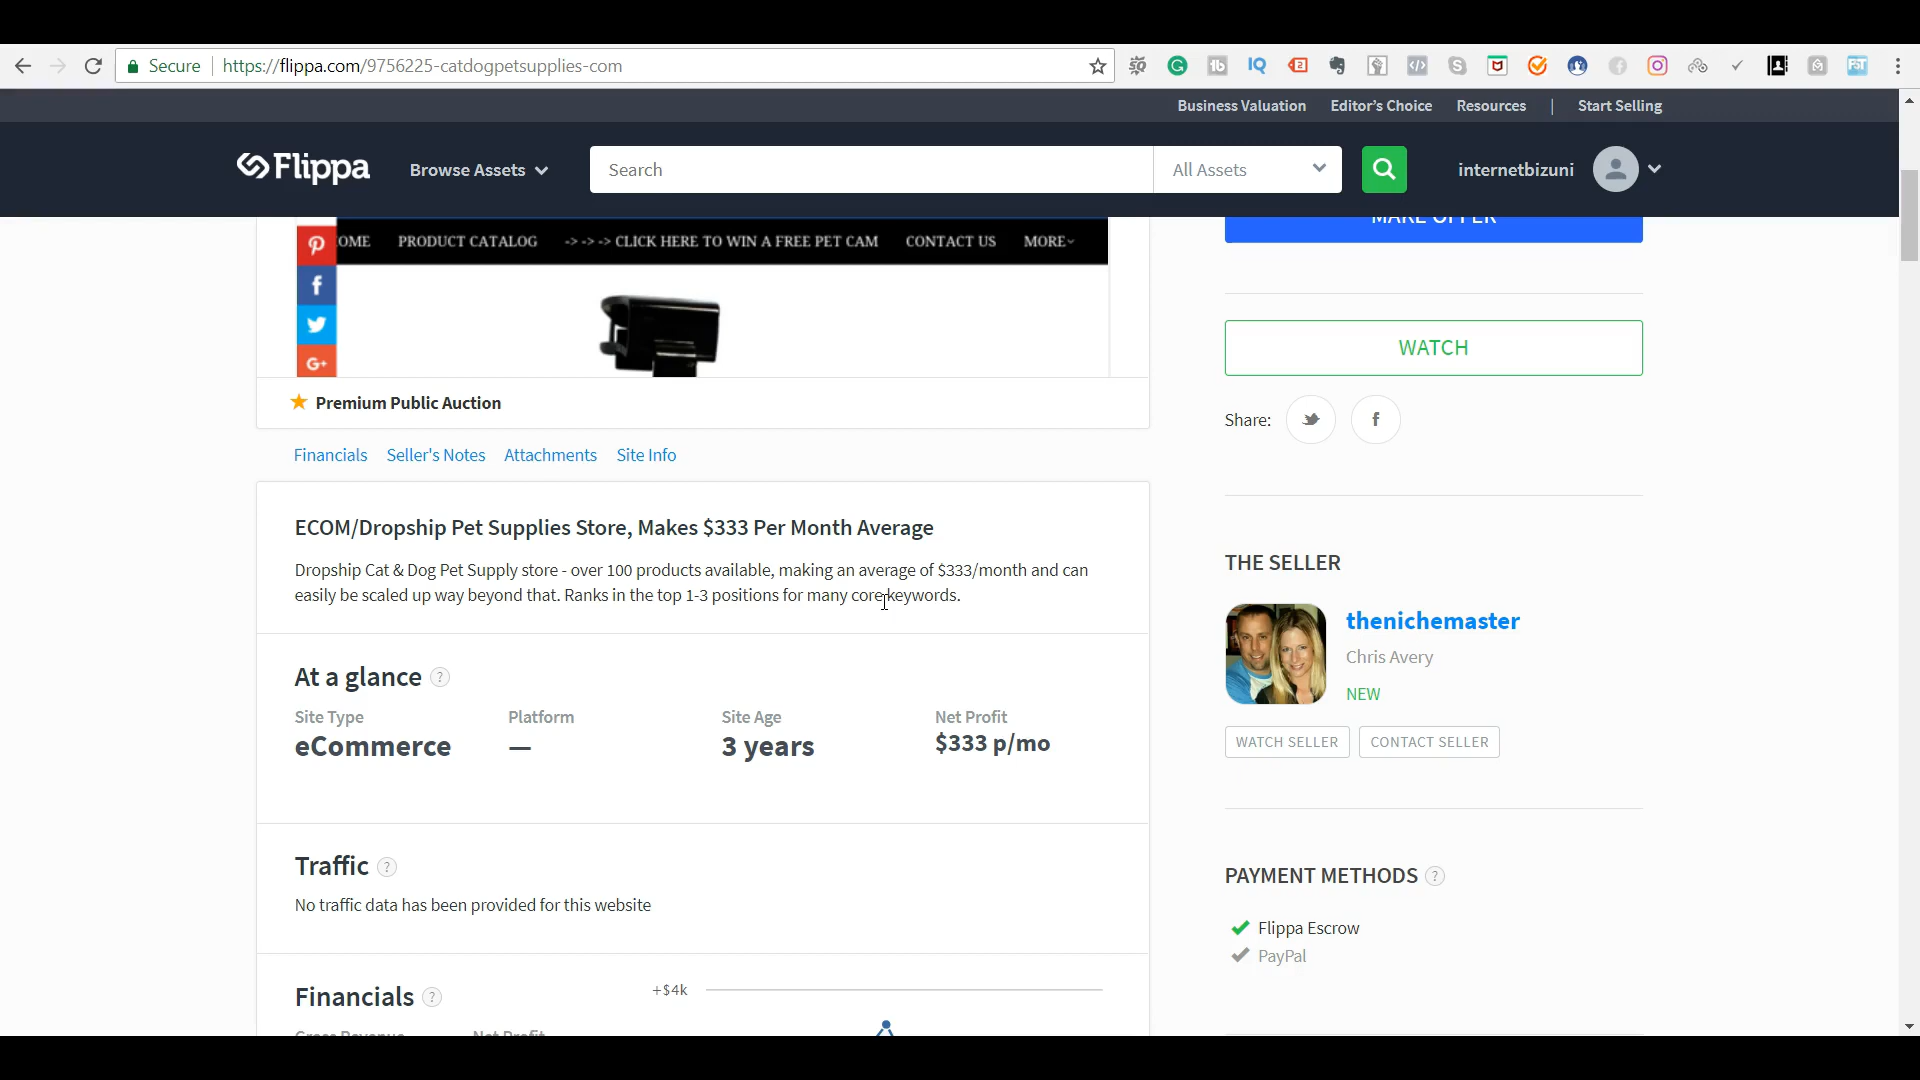 Secure https://flippa.com/9756225-catdogpetsupplies-com
Business Valuation Editor's Choice Resources | Start Selling
Flippa Browse Assets Search All Assets internetbizuni
MAKE OFFER
OME PRODUCT CATALOG ->->-> CLICK HERE TO WIN A FREE PET CAM CONTACT US MORE
WATCH
Premium Public Auction
Share:
Financials Seller's Notes Attachments Site Info
ECOM/Dropship Pet Supplies Store, Makes $333 Per Month Average
Dropship Cat & Dog Pet Supply store - over 100 products available, making an average of $333/month and can
easily be scaled up way beyond that. Ranks in the top 1-3 positions for many core keywords.
THE SELLER
thenichemaster
Chris Avery
NEW
WATCH SELLER CONTACT SELLER
At a glance ?
Site Type Platform Site Age Net Profit
eCommerce — 3 years $333 p/mo
Traffic ?
No traffic data has been provided for this website
PAYMENT METHODS ?
Flippa Escrow
PayPal
Financials ?
+$4k
Gross Revenue Net Profit